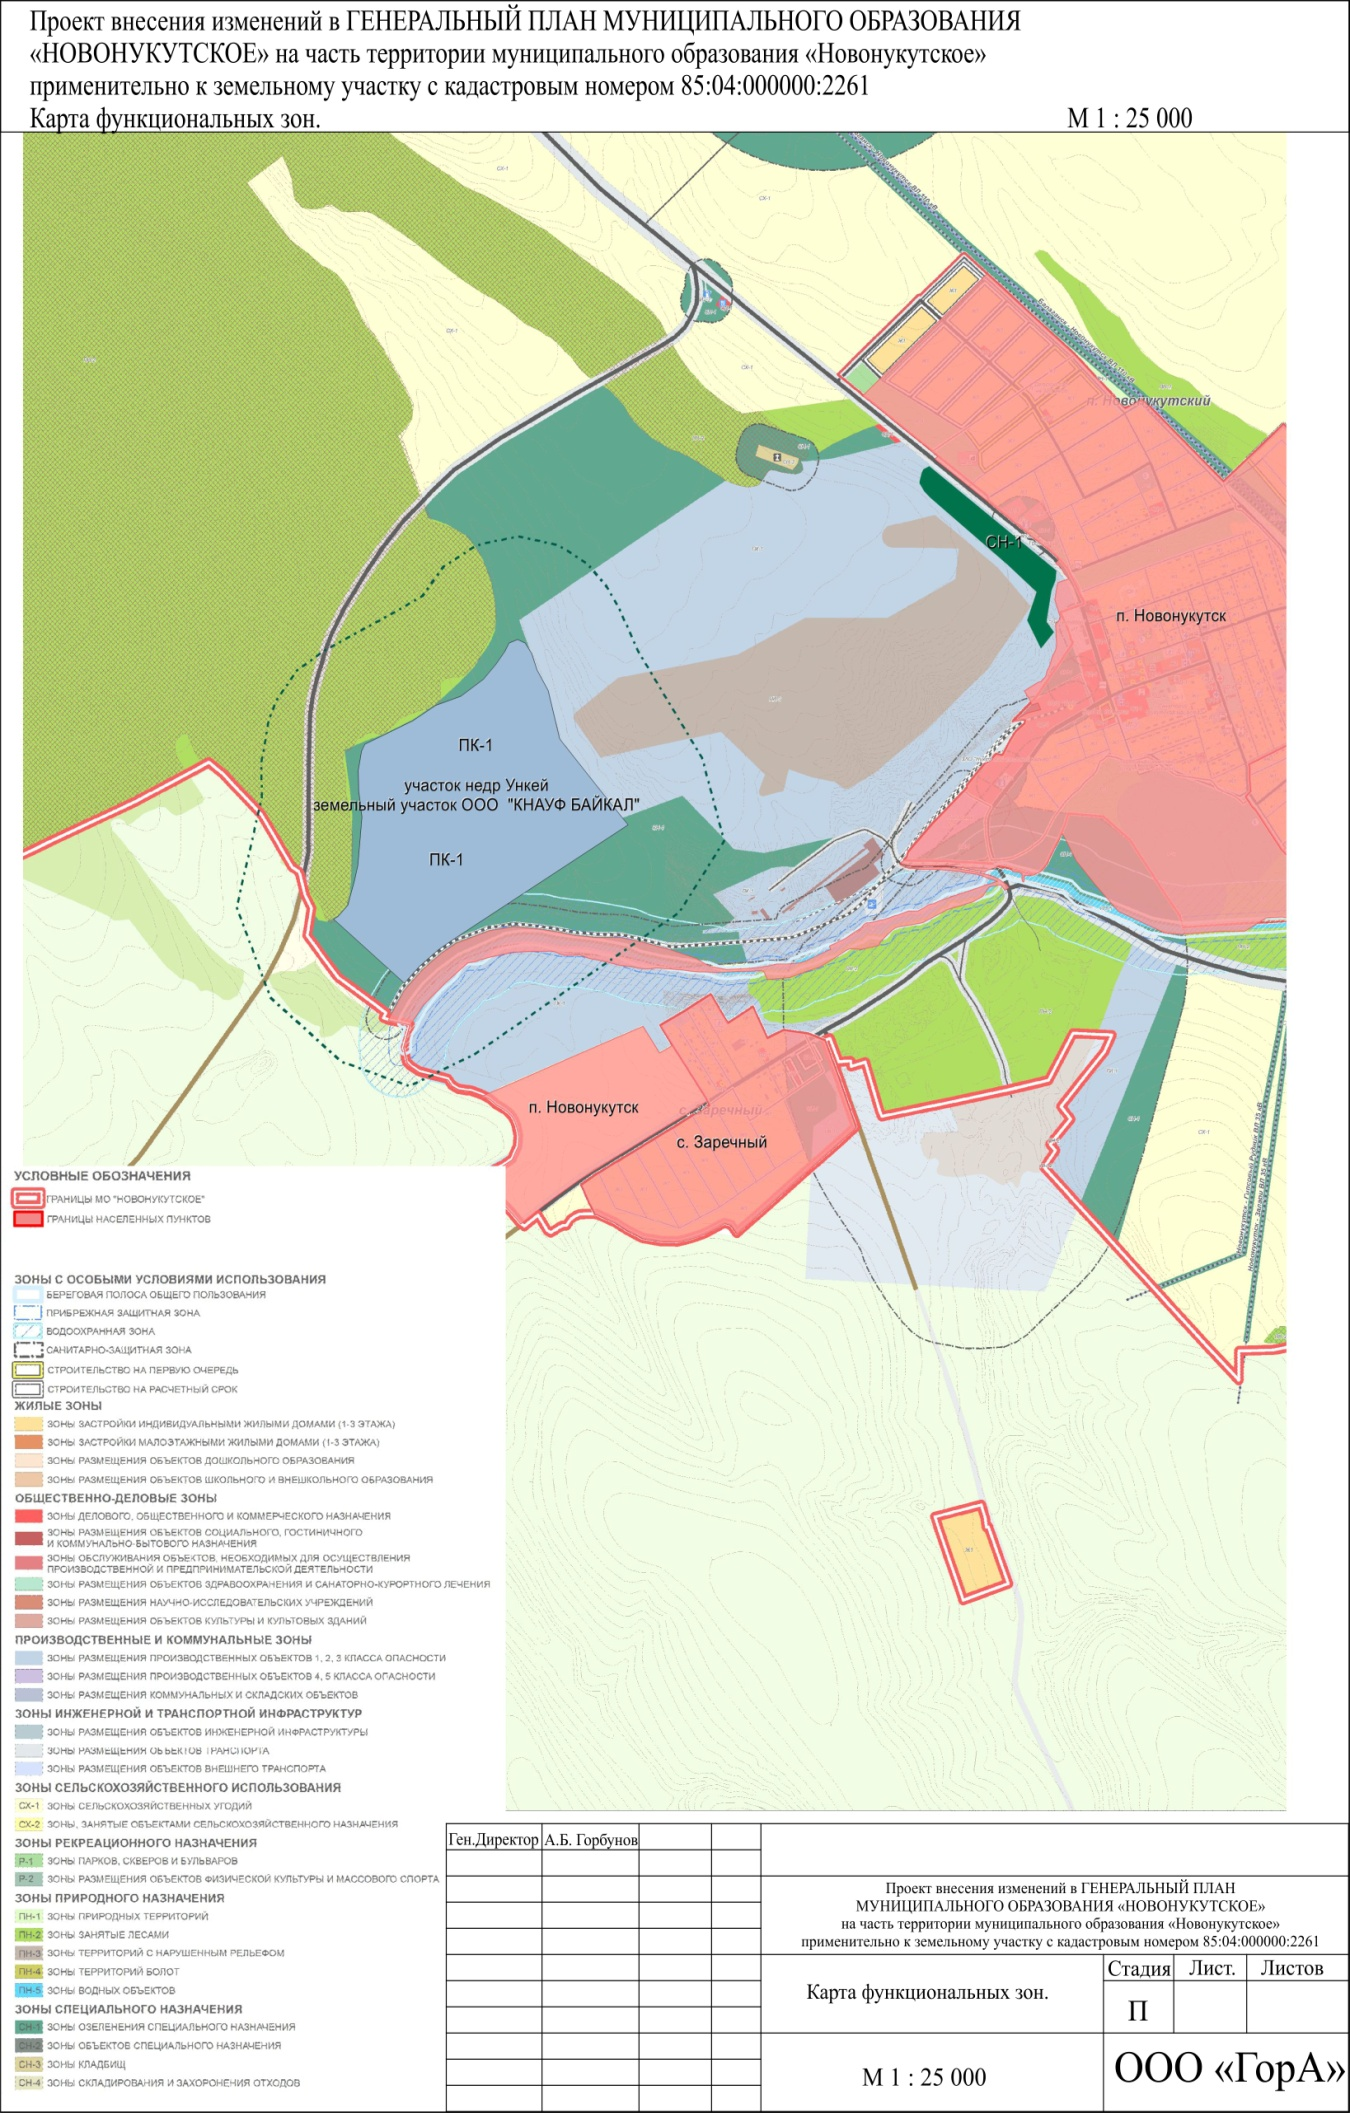 Проект внесения изменений в ГЕНЕРАЛЬНЫЙ ПЛАН МУНИЦИПАЛЬНОГО ОБРАЗОВАНИЯ
«НОВОНУКУТСКОЕ» на часть территории муниципального образования «Новонукутское»
применительно к земельному участку с кадастровым номером 85:04:000000:2261
Карта функциональных зон.
М 1 : 25 000
СХ-1
СХ-1
СХ-1
СХ-1
п. Новонукутский
СН-1
п. Новонукутск
ПК-1
участок недр Ункей
земельный участок ООО "КНАУФ БАЙКАЛ"
ПК-1
п. Новонукутск
с. Заречный
с. Заречный
СХ-1
Ж1
УСЛОВНЫЕ ОБОЗНАЧЕНИЯ
ГРАНИЦЫ МО "НОВОНУКУТСКОЕ"
ГРАНИЦЫ НАСЕЛЕННЫХ ПУНКТОВ
ЗОНЫ С ОСОБЫМИ УСЛОВИЯМИ ИСПОЛЬЗОВАНИЯ
БЕРЕГОВАЯ ПОЛОСА ОБЩЕГО ПОЛЬЗОВАНИЯ
ПРИБРЕЖНАЯ ЗАЩИТНАЯ ЗОНА
ВОДООХРАННАЯ ЗОНА
САНИТАРНО-ЗАЩИТНАЯ ЗОНА
СТРОИТЕЛЬСТВО НА ПЕРВУЮ ОЧЕРЕДЬ
СТРОИТЕЛЬСТВО НА РАСЧЕТНЫЙ СРОК
ЖИЛЫЕ ЗОНЫ
ЗОНЫ ЗАСТРОЙКИ ИНДИВИДУАЛЬНЫМИ ЖИЛЫМИ ДОМАМИ (1-3 ЭТАЖА)
ЗОНЫ ЗАСТРОЙКИ МАЛОЭТАЖНЫМИ ЖИЛЫМИ ДОМАМИ (1-3 ЭТАЖА)
ЗОНЫ РАЗМЕЩЕНИЯ ОБЪЕКТОВ ДОШКОЛЬНОГО ОБРАЗОВАНИЯ
ЗОНЫ РАЗМЕЩЕНИЯ ОБЪЕКТОВ ШКОЛЬНОГО И ВНЕШКОЛЬНОГО ОБРАЗОВАНИЯ
ОБЩЕСТВЕННО-ДЕЛОВЫЕ ЗОНЫ
ЗОНЫ ДЕЛОВОГО, ОБЩЕСТВЕННОГО И КОММЕРЧЕСКОГО НАЗНАЧЕНИЯ
ЗОНЫ РАЗМЕЩЕНИЯ ОБЪЕКТОВ СОЦИАЛЬНОГО, ГОСТИНИЧНОГО
И КОММУНАЛЬНО-БЫТОВОГО НАЗНАЧЕНИЯ
ЗОНЫ ОБСЛУЖИВАНИЯ ОБЪЕКТОВ, НЕОБХОДИМЫХ ДЛЯ ОСУЩЕСТВЛЕНИЯ
ПРОИЗВОДСТВЕННОЙ И ПРЕДПРИНИМАТЕЛЬСКОЙ ДЕЯТЕЛЬНОСТИ
ЗОНЫ РАЗМЕЩЕНИЯ ОБЪЕКТОВ ЗДРАВООХРАНЕНИЯ И САНАТОРНО-КУРОРТНОГО ЛЕЧЕНИЯ
ЗОНЫ РАЗМЕЩЕНИЯ НАУЧНО-ИССЛЕДОВАТЕЛЬСКИХ УЧРЕЖДЕНИЙ
ЗОНЫ РАЗМЕЩЕНИЯ ОБЪЕКТОВ КУЛЬТУРЫ И КУЛЬТОВЫХ ЗДАНИЙ
ПРОИЗВОДСТВЕННЫЕ И КОММУНАЛЬНЫЕ ЗОНЫ
ЗОНЫ РАЗМЕЩЕНИЯ ПРОИЗВОДСТВЕННЫХ ОБЪЕКТОВ 1, 2, 3 КЛАССА ОПАСНОСТИ
ЗОНЫ РАЗМЕЩЕНИЯ ПРОИЗВОДСТВЕННЫХ ОБЪЕКТОВ 4, 5 КЛАССА ОПАСНОСТИ
ЗОНЫ РАЗМЕЩЕНИЯ КОММУНАЛЬНЫХ И СКЛАДСКИХ ОБЪЕКТОВ
ЗОНЫ ИНЖЕНЕРНОЙ И ТРАНСПОРТНОЙ ИНФРАСТРУКТУР
ЗОНЫ РАЗМЕЩЕНИЯ ОБЪЕКТОВ ИНЖЕНЕРНОЙ ИНФРАСТРУКТУРЫ
ЗОНЫ РАЗМЕЩЕНИЯ ОБЪЕКТОВ ТРАНСПОРТА
ЗОНЫ РАЗМЕЩЕНИЯ ОБЪЕКТОВ ВНЕШНЕГО ТРАНСПОРТА
ЗОНЫ СЕЛЬСКОХОЗЯЙСТВЕННОГО ИСПОЛЬЗОВАНИЯ
СХ-1 ЗОНЫ СЕЛЬСКОХОЗЯЙСТВЕННЫХ УГОДИЙ
СХ-2 ЗОНЫ, ЗАНЯТЫЕ ОБЪЕКТАМИ СЕЛЬСКОХОЗЯЙСТВЕННОГО НАЗНАЧЕНИЯ
ЗОНЫ РЕКРЕАЦИОННОГО НАЗНАЧЕНИЯ
Р-1 ЗОНЫ ПАРКОВ, СКВЕРОВ И БУЛЬВАРОВ
Р-2 ЗОНЫ РАЗМЕЩЕНИЯ ОБЪЕКТОВ ФИЗИЧЕСКОЙ КУЛЬТУРЫ И МАССОВОГО СПОРТА
ЗОНЫ ПРИРОДНОГО НАЗНАЧЕНИЯ
ПН-1 ЗОНЫ ПРИРОДНЫХ ТЕРРИТОРИЙ
ПН-2 ЗОНЫ ЗАНЯТЫЕ ЛЕСАМИ
ПН-3 ЗОНЫ ТЕРРИТОРИЙ С НАРУШЕННЫМ РЕЛЬЕФОМ
ПН-4 ЗОНЫ ТЕРРИТОРИЙ БОЛОТ
ПН-5 ЗОНЫ ВОДНЫХ ОБЪЕКТОВ
ЗОНЫ СПЕЦИАЛЬНОГО НАЗНАЧЕНИЯ
СН-1 ЗОНЫ ОЗЕЛЕНЕНИЯ СПЕЦИАЛЬНОГО НАЗНАЧЕНИЯ
СН-2 ЗОНЫ ОБЪЕКТОВ СПЕЦИАЛЬНОГО НАЗНАЧЕНИЯ
СН-3 ЗОНЫ КЛАДБИЩ
СН-4 ЗОНЫ СКЛАДИРОВАНИЯ И ЗАХОРОНЕНИЯ ОТХОДОВ
Ген.Директор А.Б. Горбунов
Проект внесения изменений в ГЕНЕРАЛЬНЫЙ ПЛАН
МУНИЦИПАЛЬНОГО ОБРАЗОВАНИЯ «НОВОНУКУТСКОЕ»
на часть территории муниципального образования «Новонукутское»
применительно к земельному участку с кадастровым номером 85:04:000000:2261
Карта функциональных зон.
Стадия Лист. Листов
П
М 1 : 25 000
ООО «ГорА»